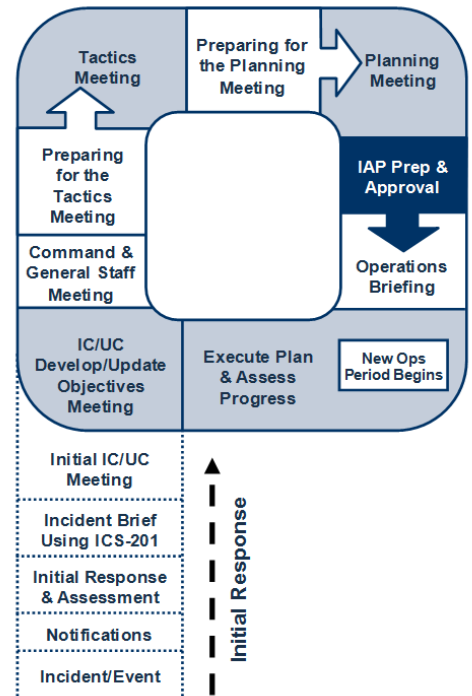 Tactics
Meeting
Preparing for
the Planning
Meeting
Planning
Meeting
Preparing
for the
Tactics
Meeting
IAP Prep &
Approval
Command &
General Staff
Meeting
Operations
Briefing
IC/UC
Develop/Update
Objectives
Meeting
Execute Plan
& Assess
Progress
New Ops
Period Begins
Initial IC/UC
Meeting
Incident Brief
Using ICS-201
Initial Response
& Assessment
Notifications
Incident/Event
Initial Response